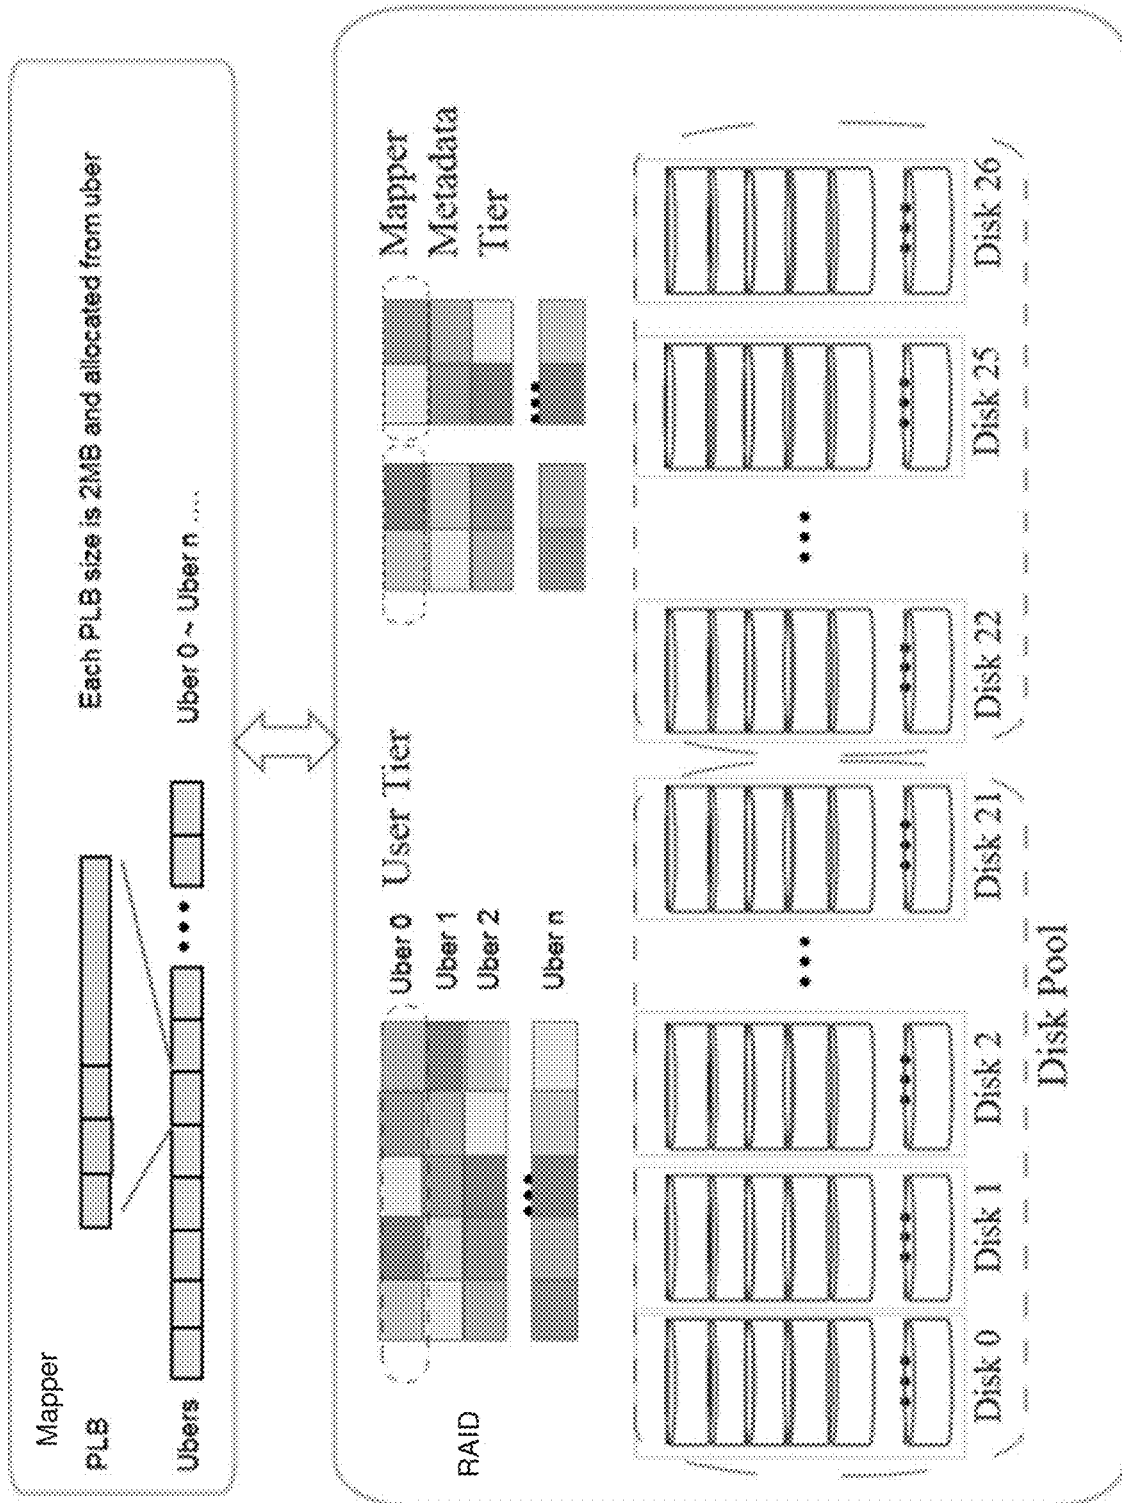 Mapper
PLB
Each PLB size is 2MB and allocated from uber
Ubers
Uber 0 ~ Uber n ....
RAID
Uber 0
User Tier
Uber 1
Uber 2
Uber n
Mapper
Metadata
Tier
Disk 0
Disk 1
Disk 2
Disk 21
Disk 22
Disk 25
Disk 26
Disk Pool